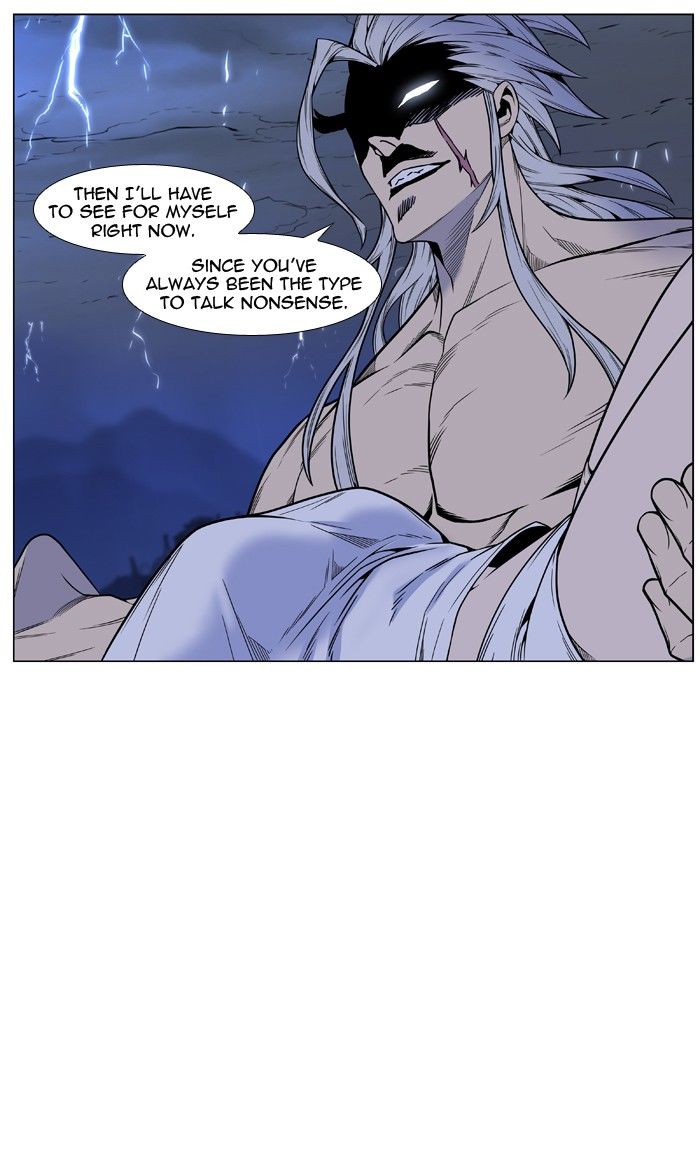 THEN I'LL HAVE
TO SEE FOR MYSELF
RIGHT NOW.
SINCE YOU'VE
ALWAYS BEEN THE TYPE
TO TALK NONSENSE.